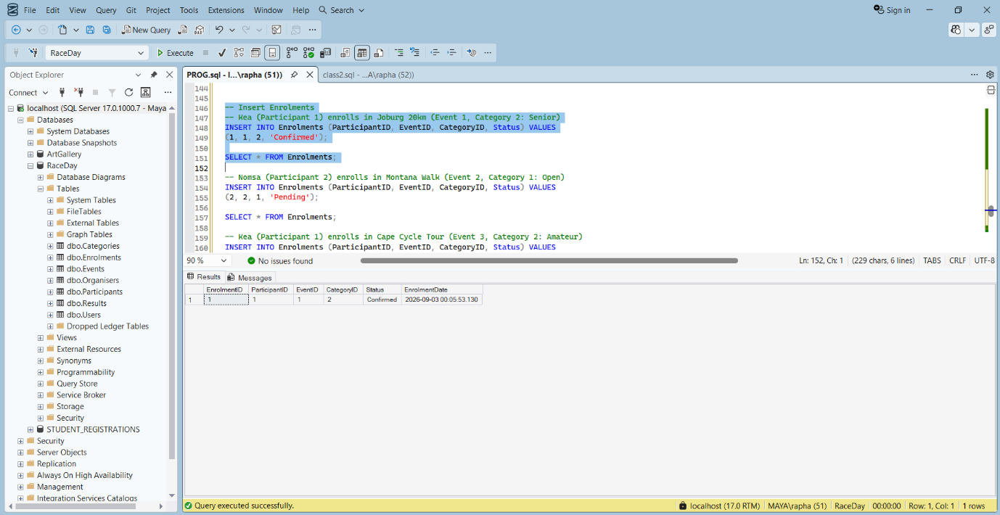 File Edit View Query Git Project Tools Extensions Window Help Search Sign in
New Query
RaceDay Execute
Object Explorer
Connect
localhost (SQL Server 17.0.1000.7 - Maya
Databases
System Databases
Database Snapshots
ArtGallery
RaceDay
Database Diagrams
Tables
System Tables
FileTables
External Tables
Graph Tables
dbo.Categories
dbo.Enrolments
dbo.Events
dbo.Organisers
dbo.Participants
dbo.Results
dbo.Users
Dropped Ledger Tables
Views
External Resources
Synonyms
Programmability
Query Store
Service Broker
Storage
Security
STUDENT_REGISTRATIONS
Security
Server Objects
Replication
Always On High Availability
Management
Integration Services Catalogs
PROG.sql - l...\rapha (51)) class2.sql - ...A\rapha (52))
144
145
146 -- Insert Enrolments
147 -- Kea (Participant 1) enrolls in Joburg 20km (Event 1, Category 2: Senior)
148 INSERT INTO Enrolments (ParticipantID, EventID, CategoryID, Status) VALUES
149 (1, 1, 2, 'Confirmed');
150
151 SELECT * FROM Enrolments;
152
153 -- Nomsa (Participant 2) enrolls in Montana Walk (Event 2, Category 1: Open)
154 INSERT INTO Enrolments (ParticipantID, EventID, CategoryID, Status) VALUES
155 (2, 2, 1, 'Pending');
156
157 SELECT * FROM Enrolments;
158
159 -- Kea (Participant 1) enrolls in Cape Cycle Tour (Event 3, Category 2: Amateur)
160 INSERT INTO Enrolments (ParticipantID, EventID, CategoryID, Status) VALUES
90 % No issues found Ln: 152, Ch: 1 (229 chars, 6 lines) TABS CRLF UTF-8
Results Messages
EnrolmentID ParticipantID EventID CategoryID Status EnrolmentDate
1 1 1 1 2 Confirmed 2026-09-03 00:05:53.130
Query executed successfully. localhost (17.0 RTM) MAYA\rapha (51) RaceDay 00:00:00 Row: 1, Col: 1 1 rows